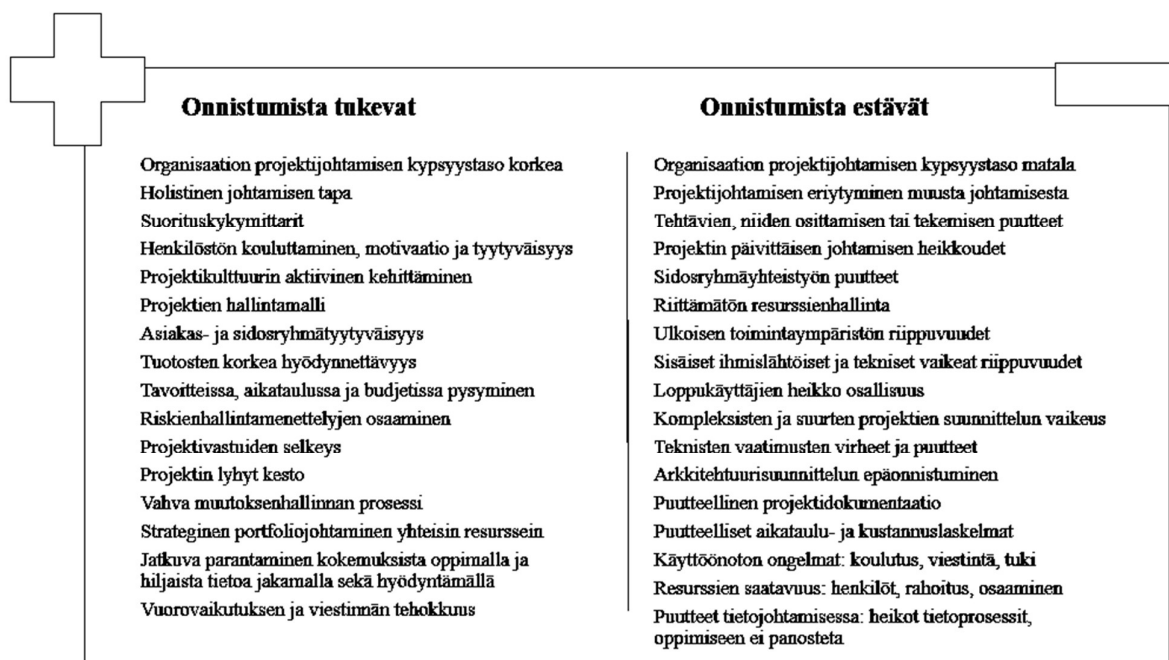 Onnistumista tukevat
Organisaation projektijohtamisen kypsyystaso korkea
Holistinen johtamisen tapa
Suorituskykymittarit
Henkilöstön kouluttaminen, motivaatio ja tyytyväisyys
Projektikulttuurin aktiivinen kehittäminen
Projektien hallintamalli
Asiakas- ja sidosryhmätyytyväisyys
Tuotosten korkea hyödynnettävyys
Tavoitteissa, aikataulussa ja budjetissa pysyminen
Riskienhallintamenettelyjen osaaminen
Projektivastuiden selkeys
Projektin lyhyt kesto
Vahva muutoksenhallinnan prosessi
Strateginen portfoliojohtaminen yhteisin resurssein
Jatkuva parantaminen kokemuksista oppimalla ja
hiljaista tietoa jakamalla sekä hyödyntämällä
Vuorovaikutuksen ja viestinnän tehokkuus
Onnistumista estävät
Organisaation projektijohtamisen kypsyystaso matala
Projektijohtamisen eriytyminen muusta johtamisesta
Tehtävien, niiden osittamisen tai tekemisen puutteet
Projektin päivittäisen johtamisen heikkoudet
Sidosryhmäyhteistyön puutteet
Riittämätön resurssienhallinta
Ulkoisen toimintaympäristön riippuvuudet
Sisäiset ihmislähtöiset ja tekniset vaikeat riippuvuudet
Loppukäyttäjien heikko osallisuus
Kompleksisten ja suurten projektien suunnittelun vaikeus
Teknisten vaatimusten virheet ja puutteet
Arkkitehtuurisuunnittelun epäonnistuminen
Puutteellinen projektidokumentaatio
Puutteelliset aikataulu- ja kustannuslaskelmat
Käyttöönoton ongelmat: koulutus, viestintä, tuki
Resurssien saatavuus: henkilöt, rahoitus, osaaminen
Puutteet tietojohtamisessa: heikot tietoprosessit,
oppimiseen ei panosteta